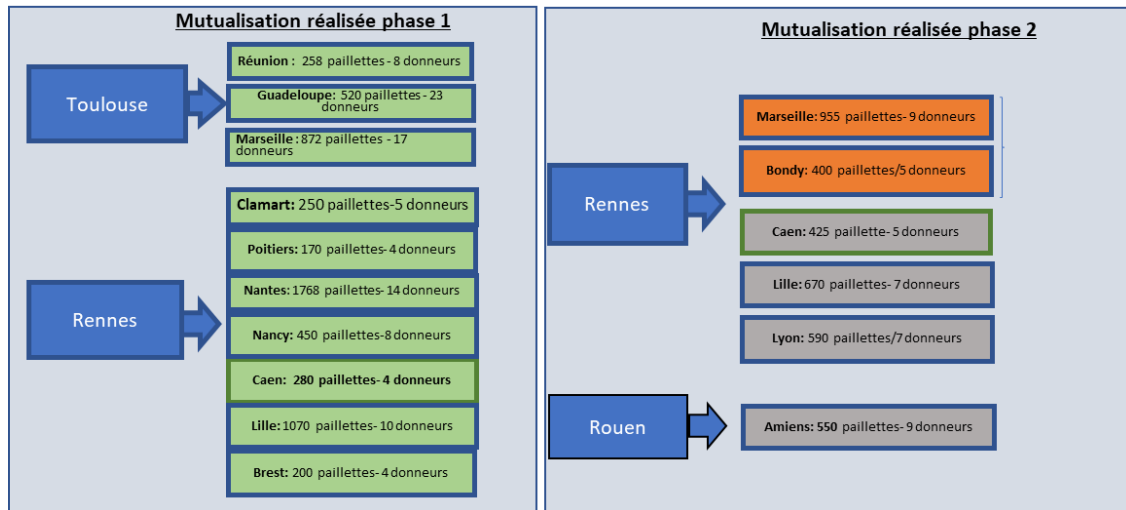 Mutualisation réalisée phase 1
Toulouse
Réunion : 258 paillettes- 8 donneurs
Guadeloupe: 520 paillettes - 23
donneurs
Marseille : 872 paillettes - 17
donneurs
Rennes
Clamart: 250 paillettes-5 donneurs
Poitiers: 170 paillettes- 4 donneurs
Nantes: 1768 paillettes- 14 donneurs
Nancy: 450 paillettes-8 donneurs
Caen: 280 paillettes- 4 donneurs
Lille: 1070 paillettes- 10 donneurs
Brest: 200 paillettes- 4 donneurs
Mutualisation réalisée phase 2
Rennes
Marseille: 955 paillettes- 9 donneurs
Bondy: 400 paillettes/5 donneurs
Caen: 425 paillette- 5 donneurs
Lille: 670 paillettes- 7 donneurs
Lyon: 590 paillettes/7 donneurs
Rouen
Amiens: 550 paillettes- 9 donneurs